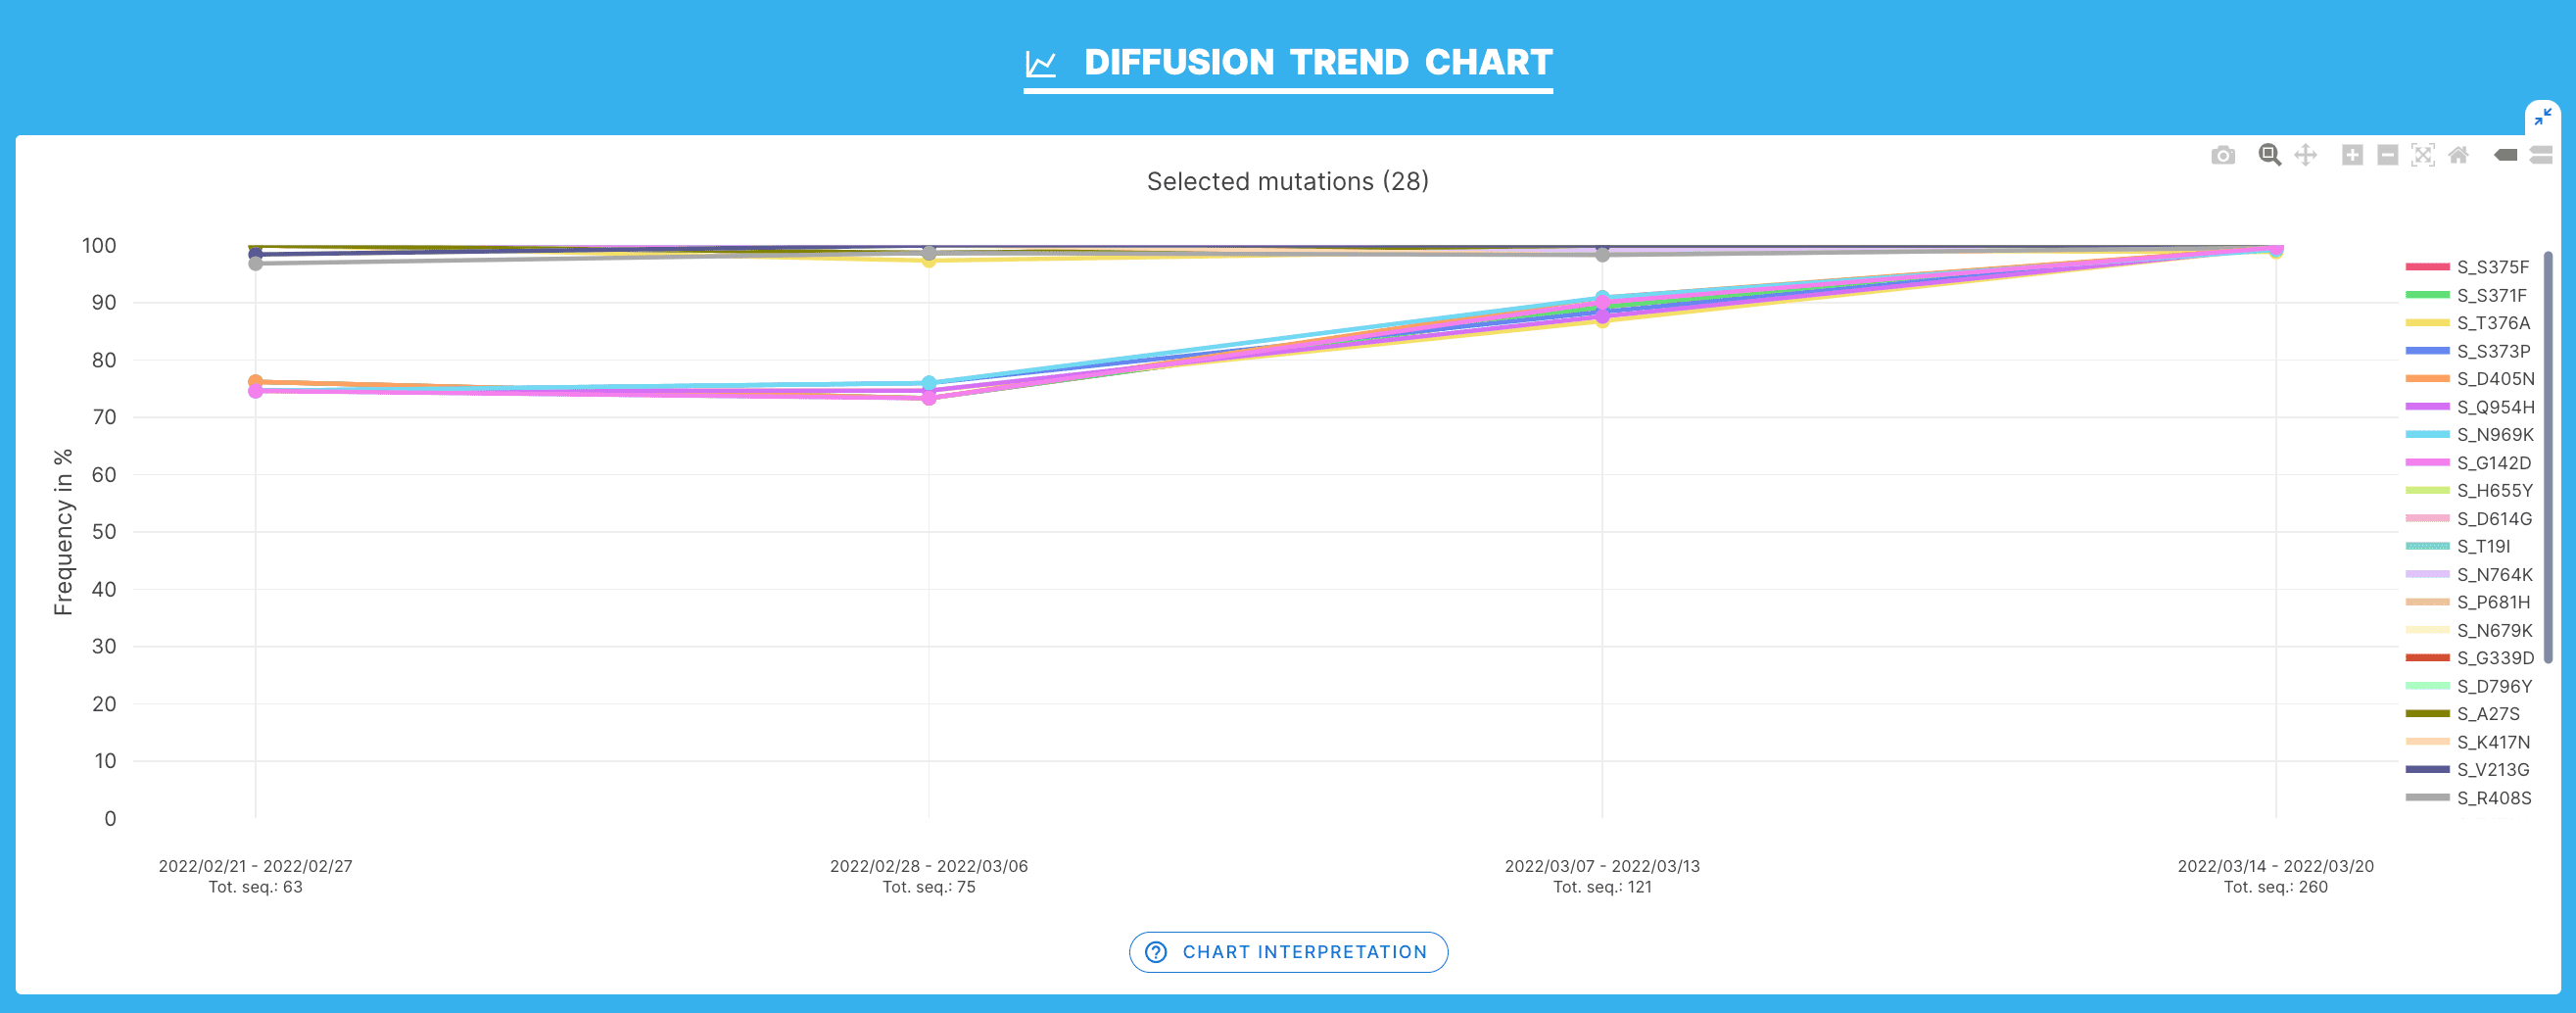 DIFFUSION TREND CHART
Selected mutations (28)
Frequency in %
100
90
80
70
60
50
40
30
20
10
0
2022/02/21 - 2022/02/27
Tot. seq.: 63
2022/02/28 - 2022/03/06
Tot. seq.: 75
2022/03/07 - 2022/03/13
Tot. seq.: 121
2022/03/14 - 2022/03/20
Tot. seq.: 260
S_S375F
S_S371F
S_T376A
S_S373P
S_D405N
S_Q954H
S_N969K
S_G142D
S_H655Y
S_D614G
S_T19I
S_N764K
S_P681H
S_N679K
S_G339D
S_D796Y
S_A27S
S_K417N
S_V213G
S_R408S
CHART INTERPRETATION